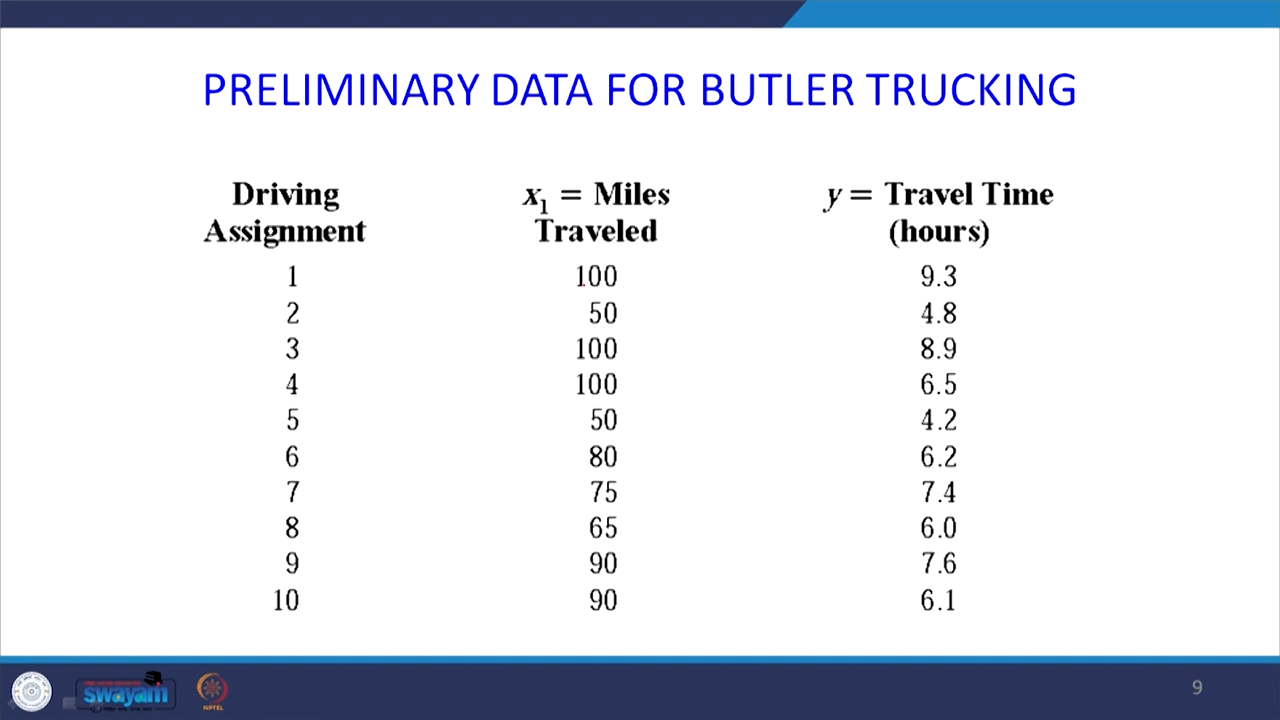 PRELIMINARY DATA FOR BUTLER TRUCKING
Driving Assignment x₁ = Miles Traveled y = Travel Time (hours)
1 100 9.3
2 50 4.8
3 100 8.9
4 100 6.5
5 50 4.2
6 80 6.2
7 75 7.4
8 65 6.0
9 90 7.6
10 90 6.1
swayam
NPTEL
9